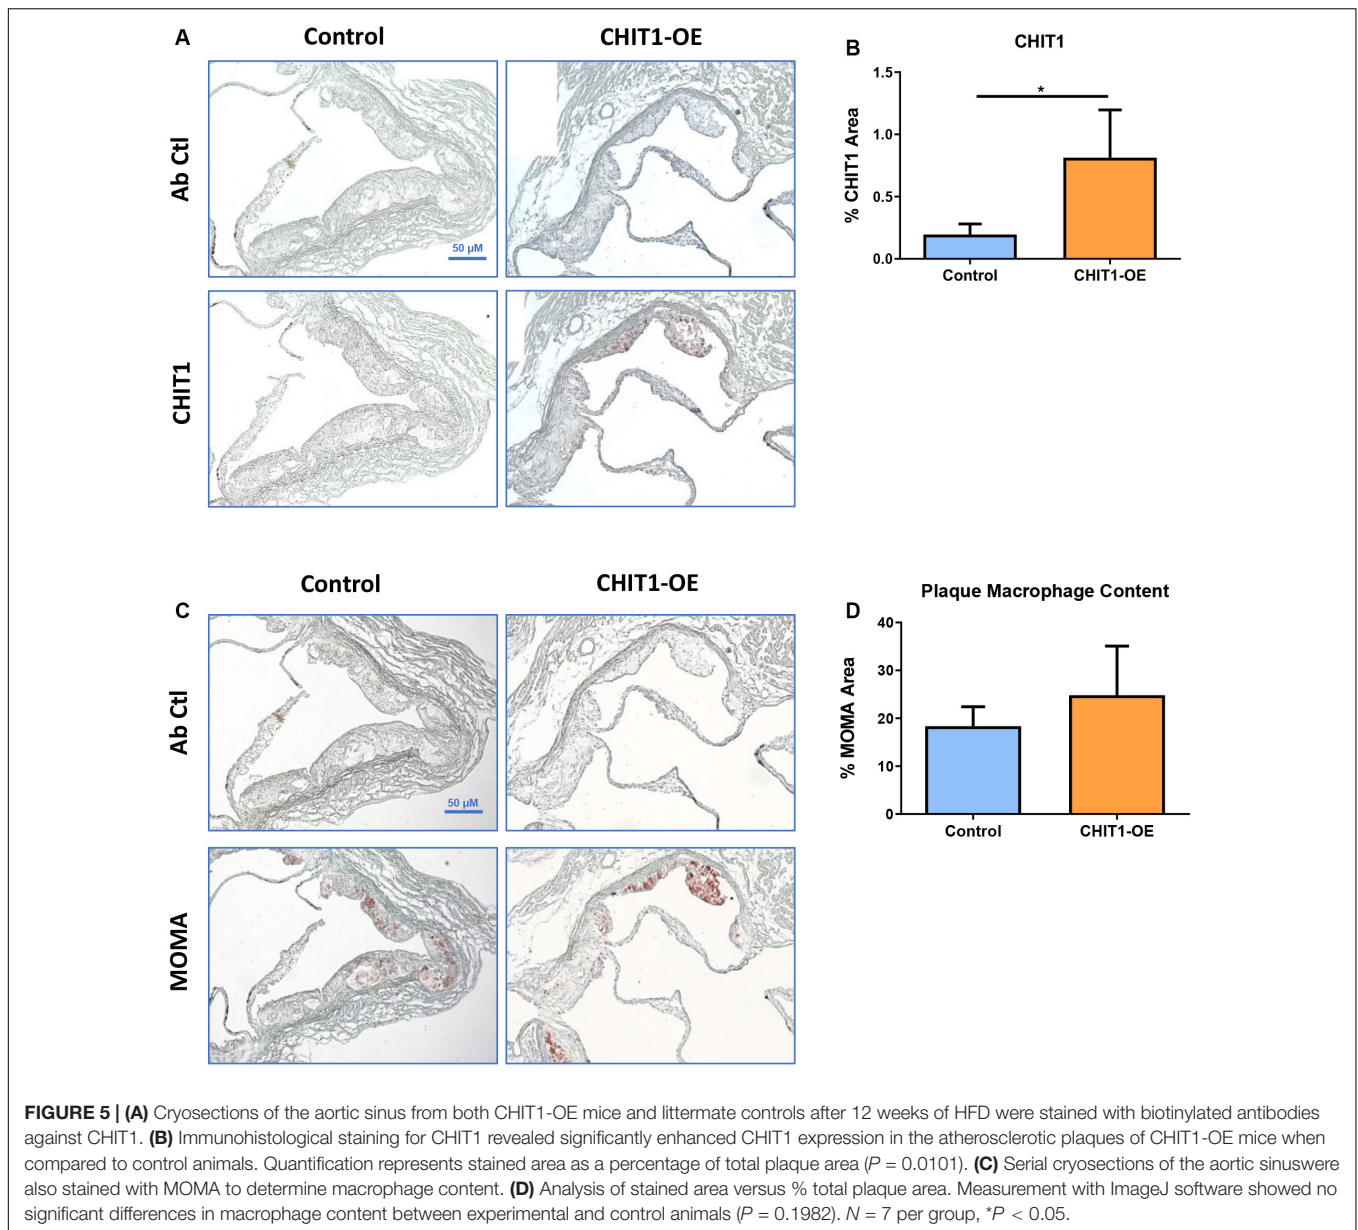 A
Control
CHIT1-OE
Ab Ctl
50 µM
CHIT1
B
CHIT1
% CHIT1 Area
1.5
1.0
0.5
0.0
*
Control
CHIT1-OE
C
Control
CHIT1-OE
Ab Ctl
50 µM
MOMA
D
Plaque Macrophage Content
% MOMA Area
40
30
20
10
0
Control
CHIT1-OE
FIGURE 5 | (A) Cryosections of the aortic sinus from both CHIT1-OE mice and littermate controls after 12 weeks of HFD were stained with biotinylated antibodies
against CHIT1. (B) Immunohistological staining for CHIT1 revealed significantly enhanced CHIT1 expression in the atherosclerotic plaques of CHIT1-OE mice when
compared to control animals. Quantification represents stained area as a percentage of total plaque area (P = 0.0101). (C) Serial cryosections of the aortic sinuswere
also stained with MOMA to determine macrophage content. (D) Analysis of stained area versus % total plaque area. Measurement with ImageJ software showed no
significant differences in macrophage content between experimental and control animals (P = 0.1982). N = 7 per group, *P < 0.05.